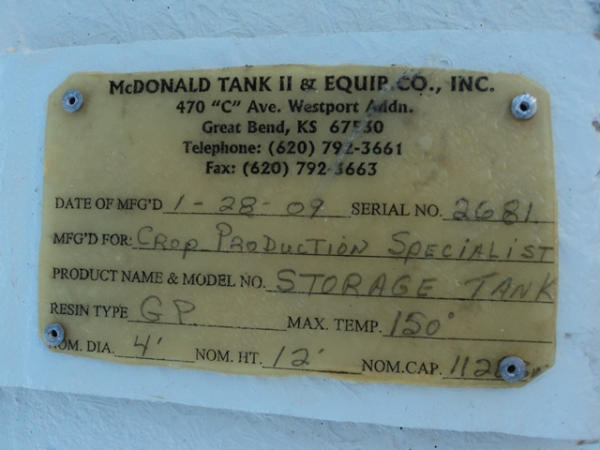 McDONALD TANK II & EQUIP. CO., INC.
470 "C" Ave. Westport Addn.
Great Bend, KS 67530
Telephone: (620) 792-3661
Fax: (620) 792-3663
DATE OF MFG'D 1-28-09 SERIAL NO. 2681
MFG'D FOR: CROP PRODUCTION SPECIALIST
PRODUCT NAME & MODEL NO. STORAGE TANK
RESIN TYPE GP MAX. TEMP. 150°
NOM. DIA. 4' NOM. HT. 12' NOM.CAP.